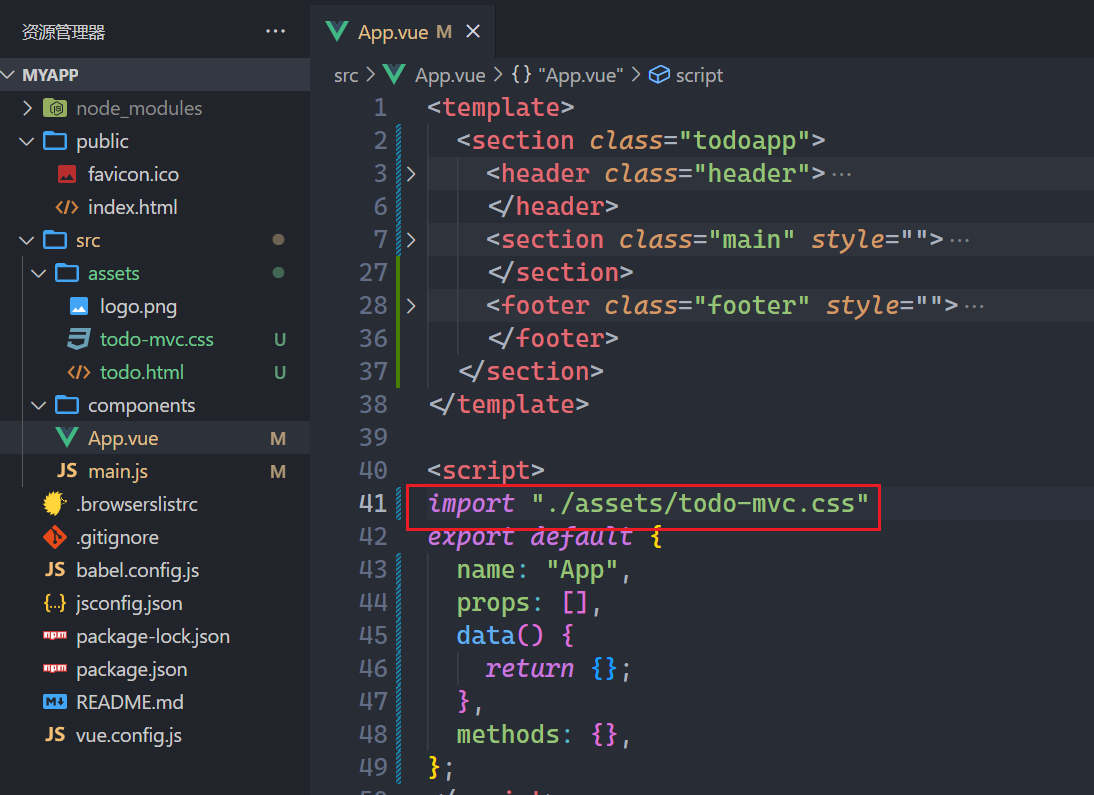 资源管理器 ···
MYAPP
node_modules
public
favicon.ico
index.html
src
assets
logo.png
todo-mvc.css U
todo.html U
components
App.vue M
JS main.js M
.browserslistrc
.gitignore
JS babel.config.js
{..} jsconfig.json
npm package-lock.json
npm package.json
M README.md
JS vue.config.js
App.vue M ×
src > App.vue > {} "App.vue" > script
1 <template>
2 <section class="todoapp">
3 <header class="header">···
6 </header>
7 <section class="main" style="">···
27 </section>
28 <footer class="footer" style="">···
36 </footer>
37 </section>
38 </template>
39
40 <script>
41 import "./assets/todo-mvc.css"
42 export default {
43 name: "App",
44 props: [],
45 data() {
46 return {};
47 },
48 methods: {},
49 };